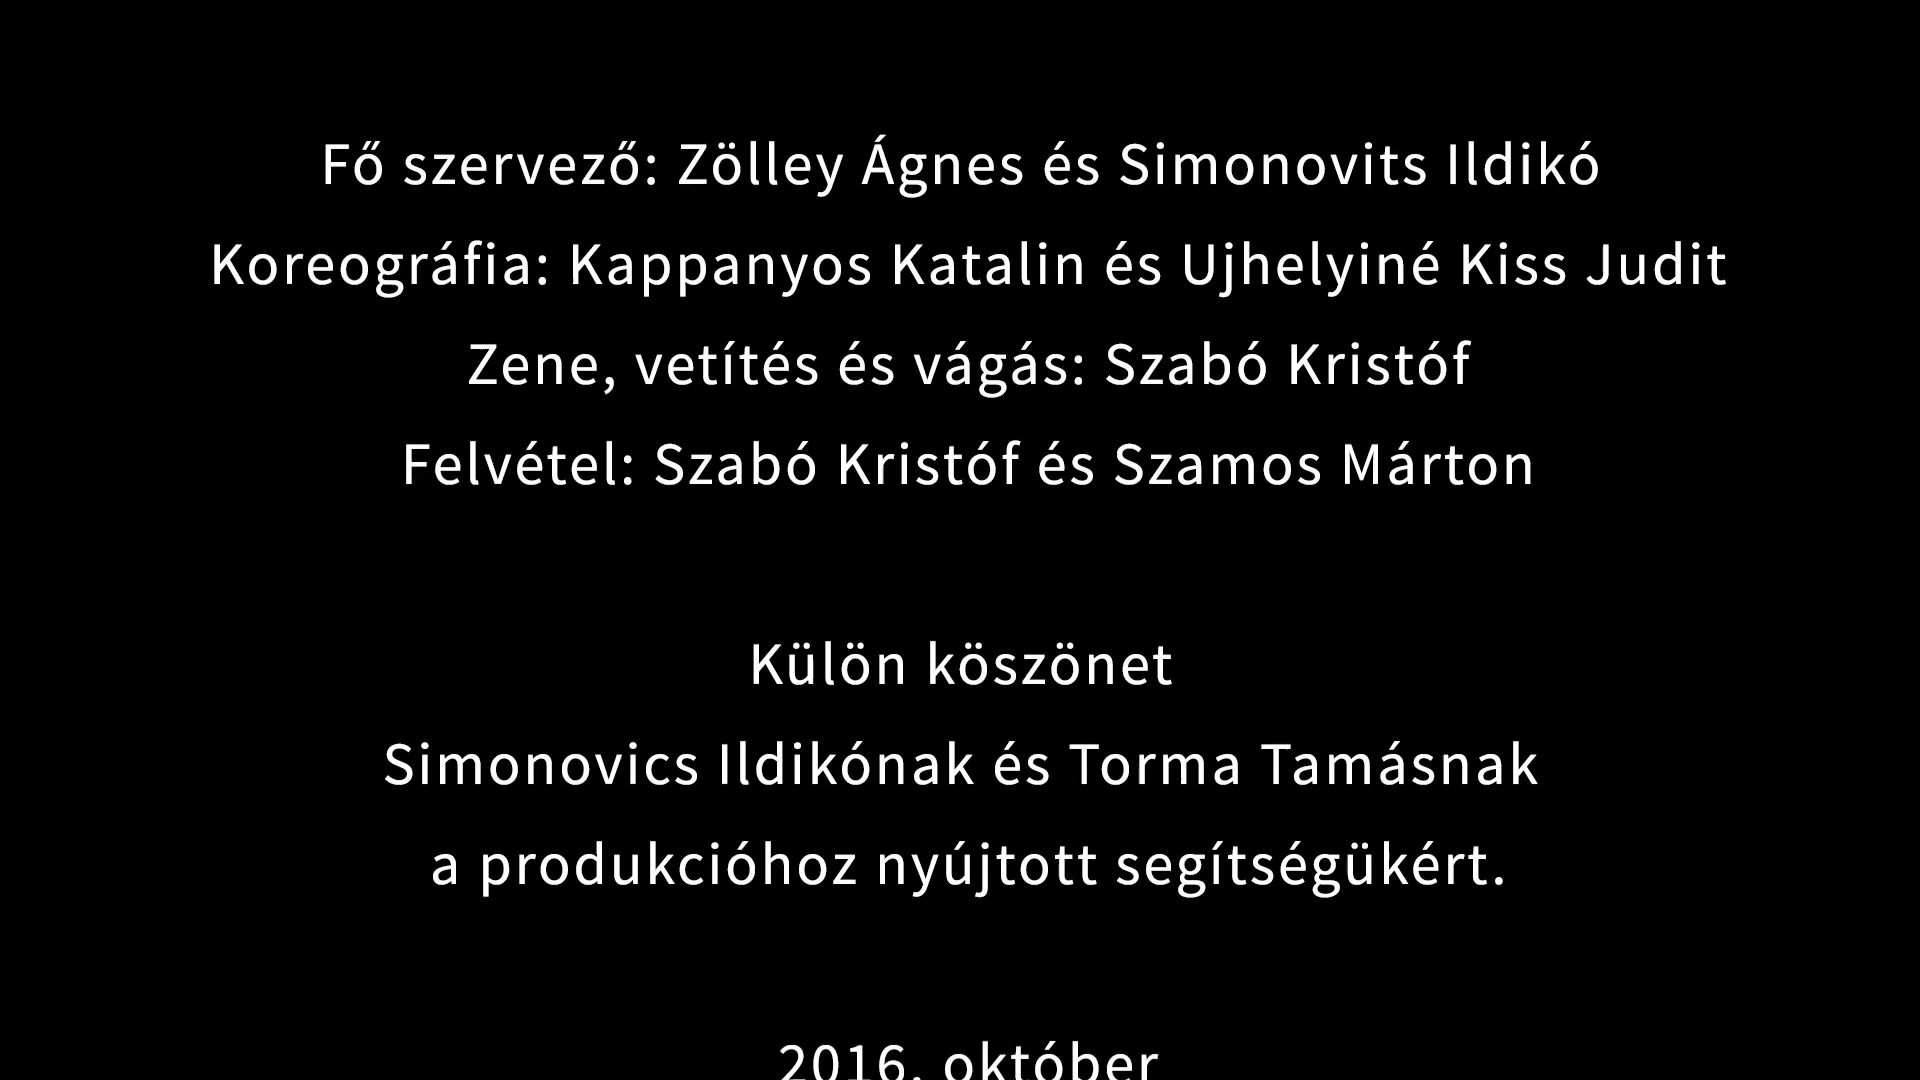 Fő szervező: Zölley Ágnes és Simonovits Ildikó
Koreográfia: Kappanyos Katalin és Ujhelyiné Kiss Judit
Zene, vetítés és vágás: Szabó Kristóf
Felvétel: Szabó Kristóf és Szamos Márton
Külön köszönet
Simonovics Ildikónak és Torma Tamásnak
a produkcióhoz nyújtott segítségükért.
2016. október